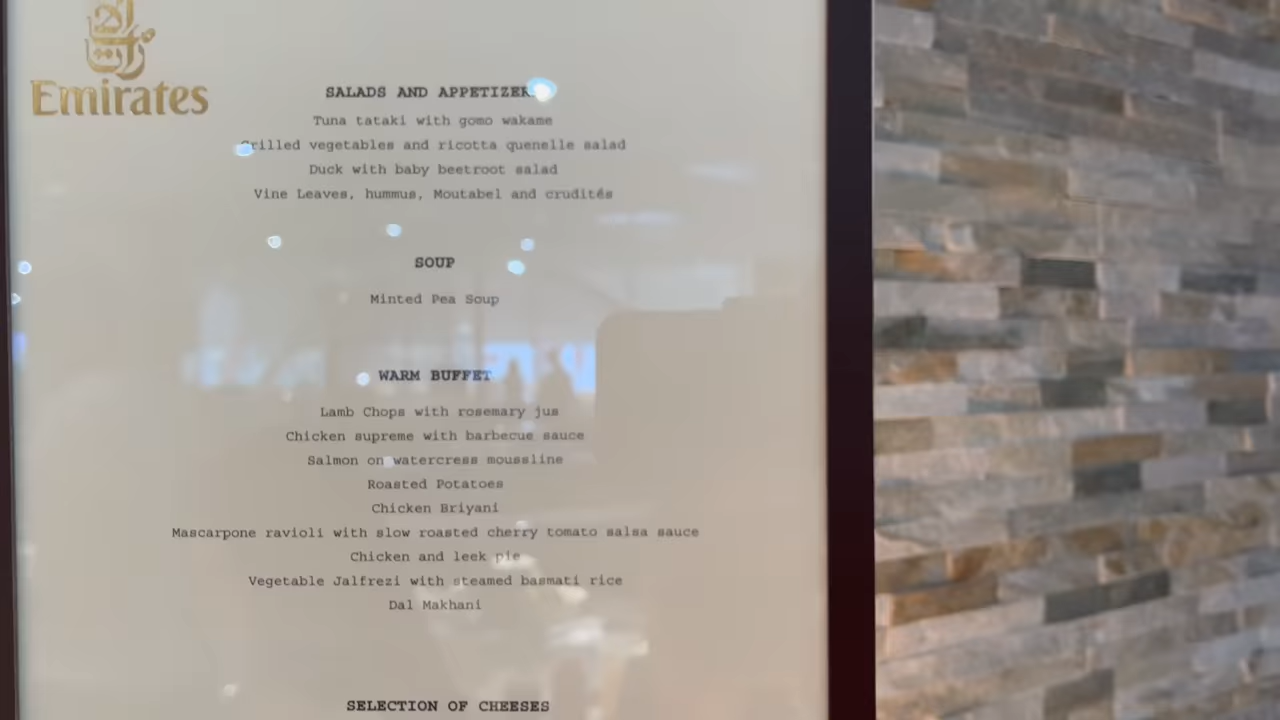 امارات
Emirates
SALADS AND APPETIZERS
Tuna tataki with gomo wakame
Grilled vegetables and ricotta quenelle salad
Duck with baby beetroot salad
Vine Leaves, hummus, Moutabel and crudités
SOUP
Minted Pea Soup
WARM BUFFET
Lamb Chops with rosemary jus
Chicken supreme with barbecue sauce
Salmon on watercress moussline
Roasted Potatoes
Chicken Briyani
Mascarpone ravioli with slow roasted cherry tomato salsa sauce
Chicken and leek pie
Vegetable Jalfrezi with steamed basmati rice
Dal Makhani
SELECTION OF CHEESES